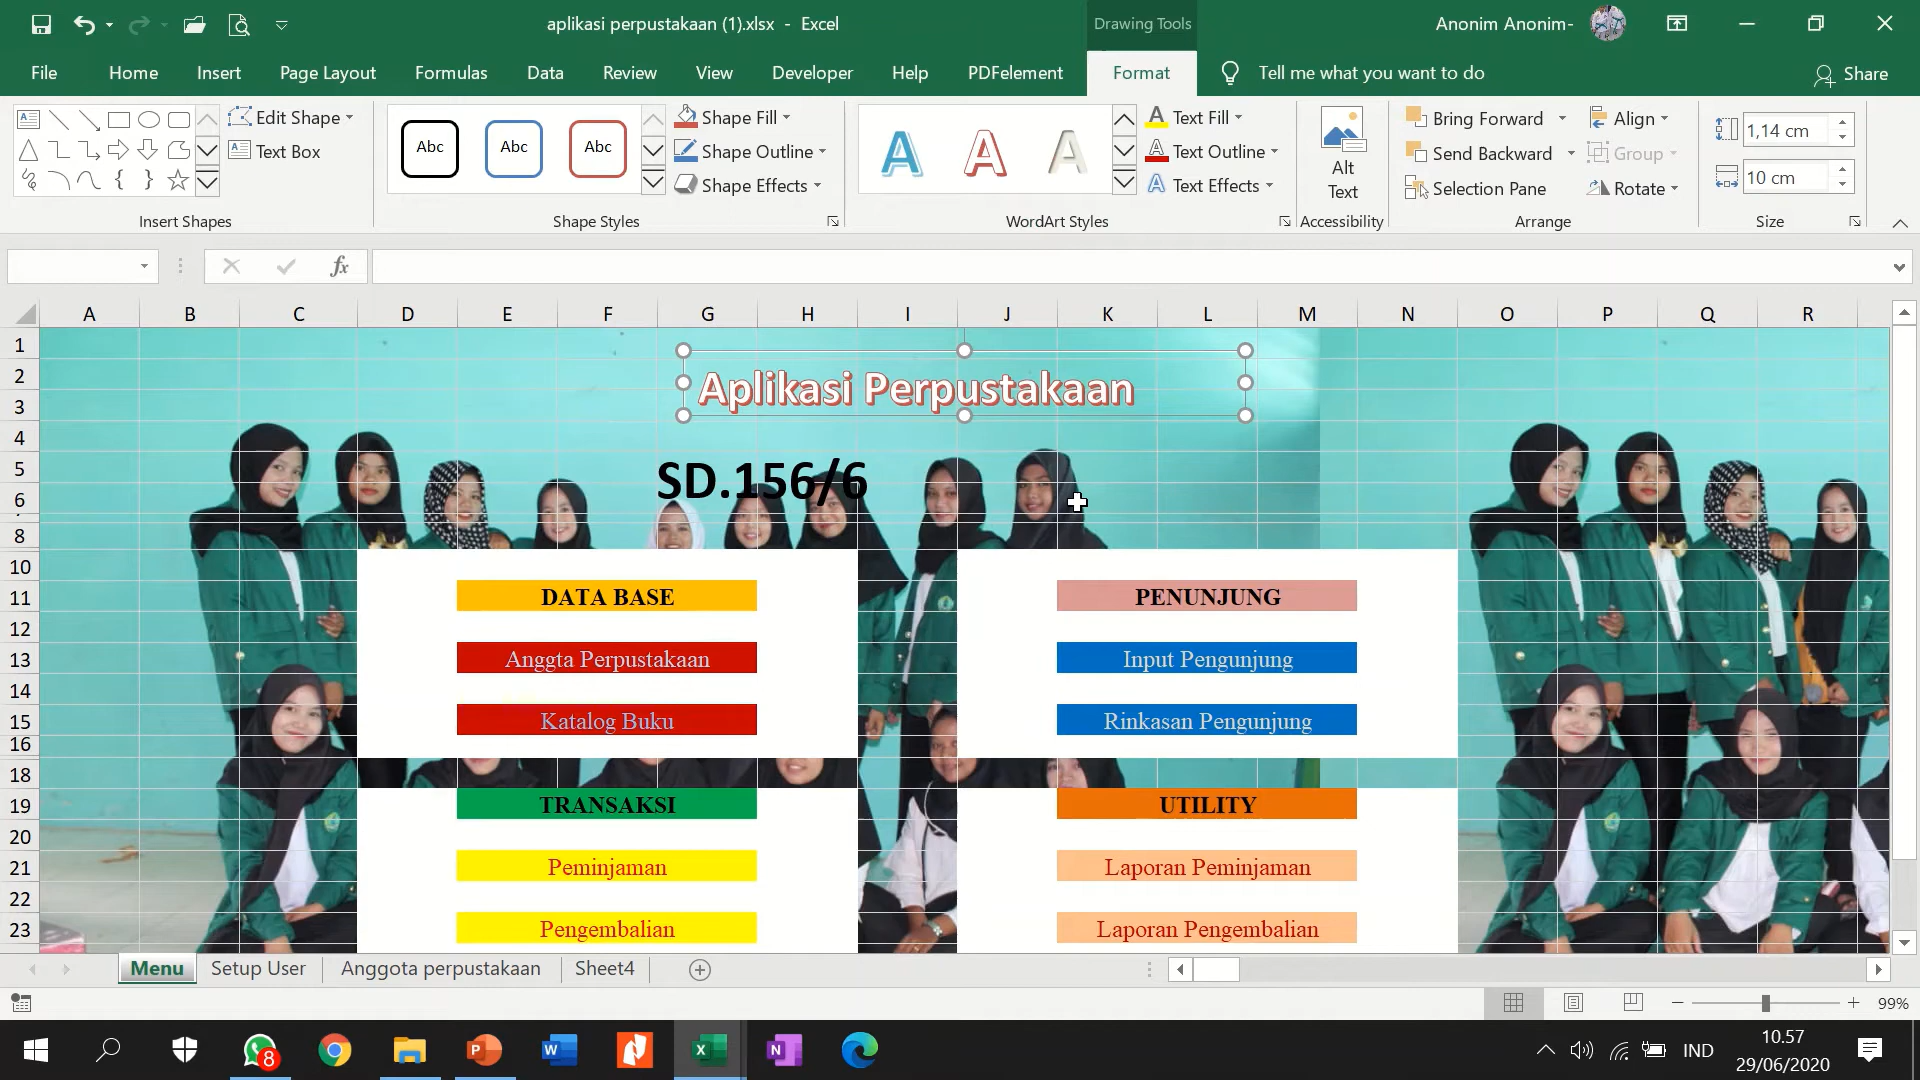 aplikasi perpustakaan (1).xlsx - Excel
Drawing Tools
Anonim Anonim-
File
Home
Insert
Page Layout
Formulas
Data
Review
View
Developer
Help
PDFelement
Format
Tell me what you want to do
Share
Edit Shape
Text Box
Insert Shapes
Abc
Abc
Abc
Shape Fill
Shape Outline
Shape Effects
Shape Styles
A
A
A
Text Fill
Text Outline
Text Effects
WordArt Styles
Alt
Text
Accessibility
Bring Forward
Send Backward
Selection Pane
Align
Group
Rotate
Arrange
1,14 cm
10 cm
Size
fx
A B C D E F G H I J K L M N O P Q R
1
2
3
4
5
6
7
8
10
11
12
13
14
15
16
18
19
20
21
22
23
Aplikasi Perpustakaan
SD.156/6
DATA BASE
Anggta Perpustakaan
Katalog Buku
PENUNJUNG
Input Pengunjung
Rinkasan Pengunjung
TRANSAKSI
Peminjaman
Pengembalian
UTILITY
Laporan Peminjaman
Laporan Pengembalian
Menu
Setup User
Anggota perpustakaan
Sheet4
99%
8
IND
10.57
29/06/2020